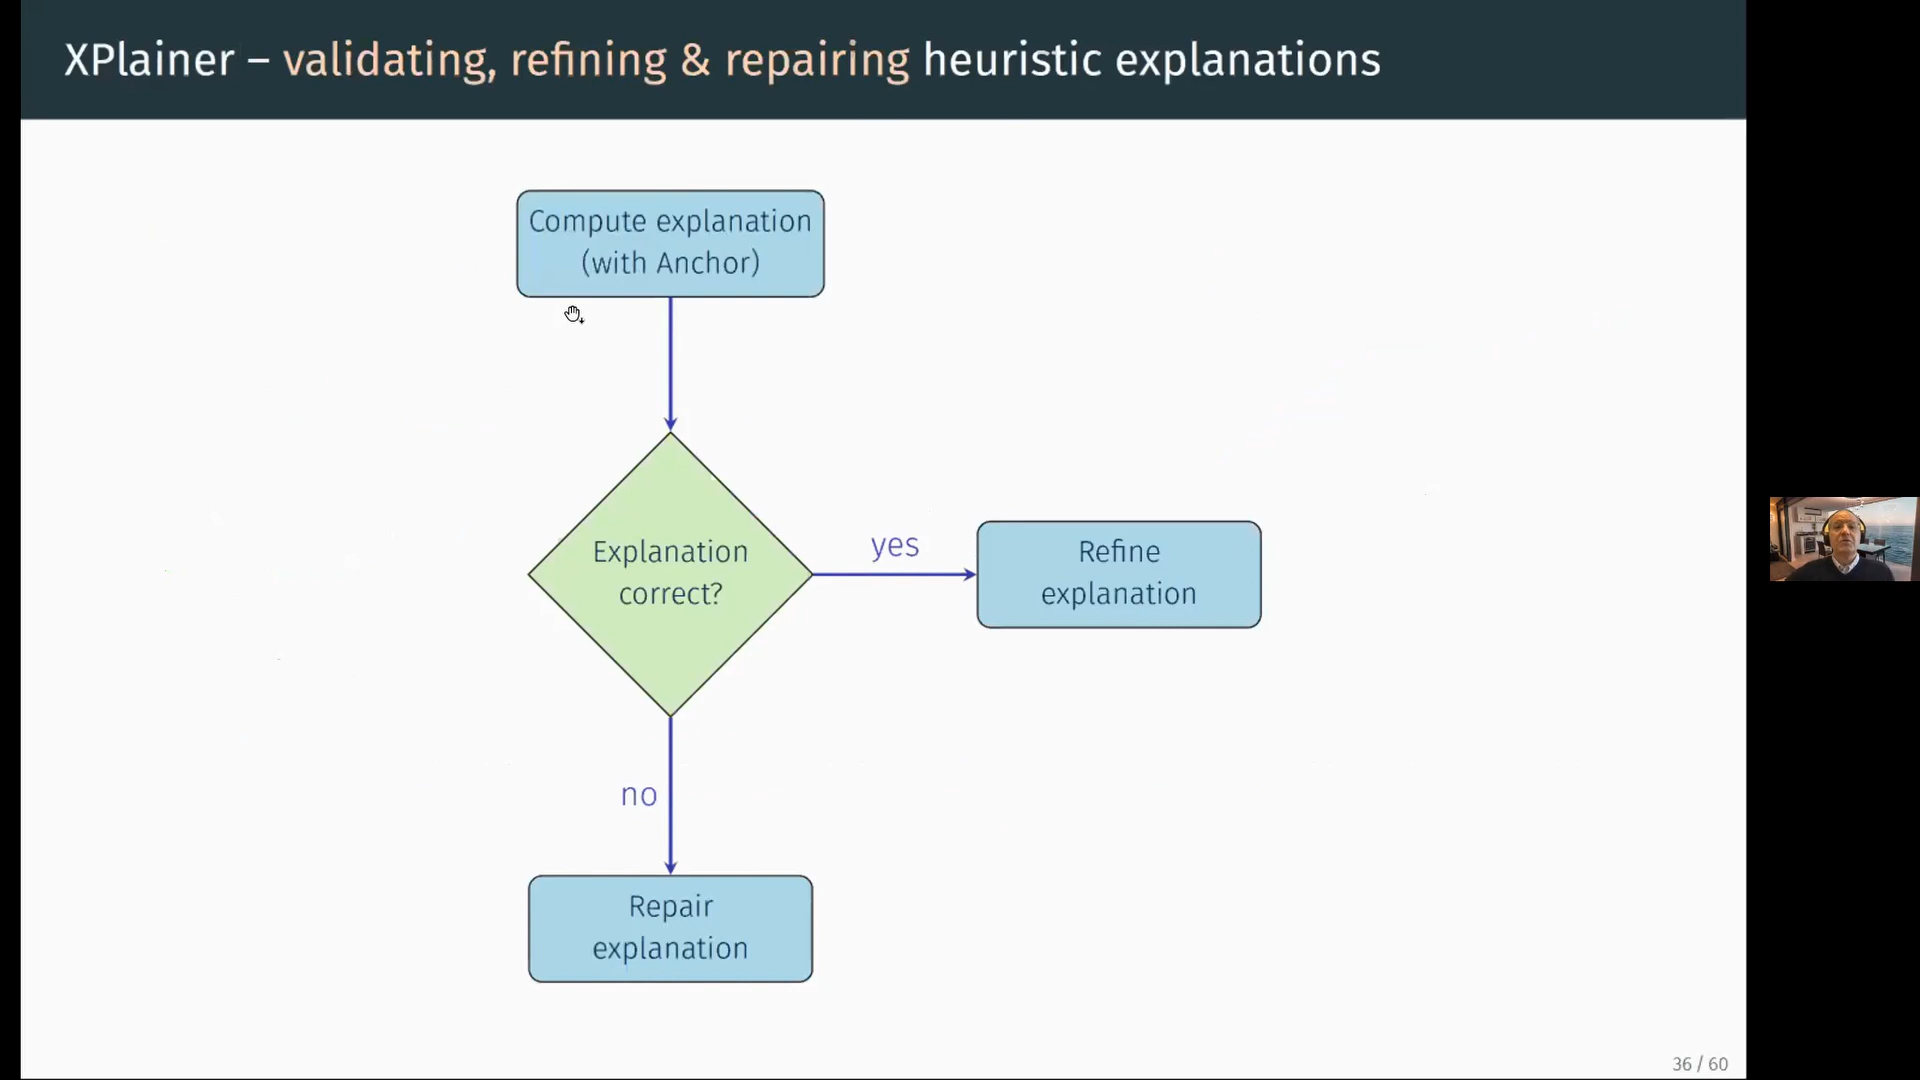 XPlainer – validating, refining & repairing heuristic explanations
Compute explanation
(with Anchor)
Explanation
correct?
yes
Refine
explanation
no
Repair
explanation
36 / 60